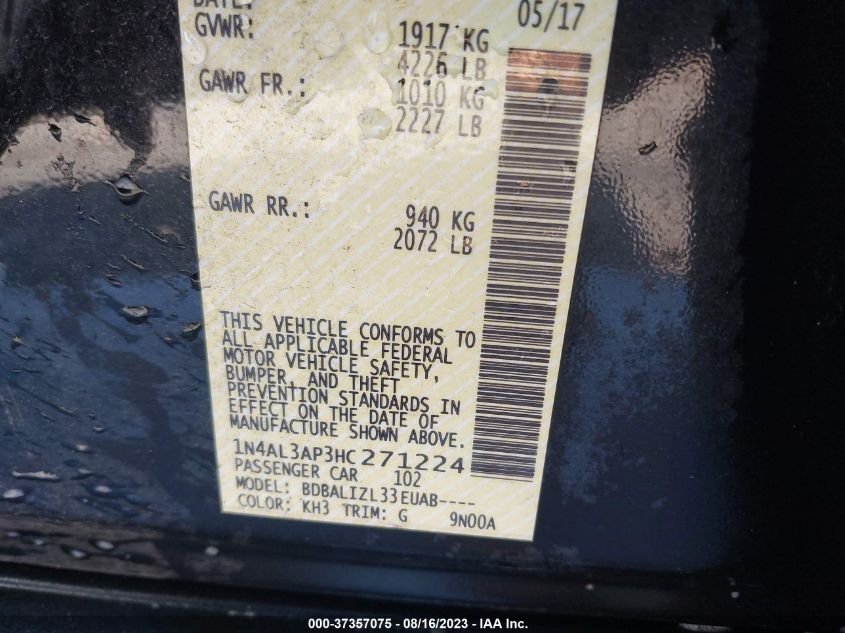 DATE: 05/17
GVWR: 1917 KG
4226 LB
GAWR FR.: 1010 KG
2227 LB
GAWR RR.: 940 KG
2072 LB
THIS VEHICLE CONFORMS TO
ALL APPLICABLE FEDERAL
MOTOR VEHICLE SAFETY,
BUMPER, AND THEFT
PREVENTION STANDARDS IN
EFFECT ON THE DATE OF
MANUFACTURE SHOWN ABOVE.
1N4AL3AP3HC271224
PASSENGER CAR 102
MODEL: BDBALIZL33EUAB----
COLOR: KH3 TRIM: G 9N00A
000-37357075 - 08/16/2023 - IAA Inc.